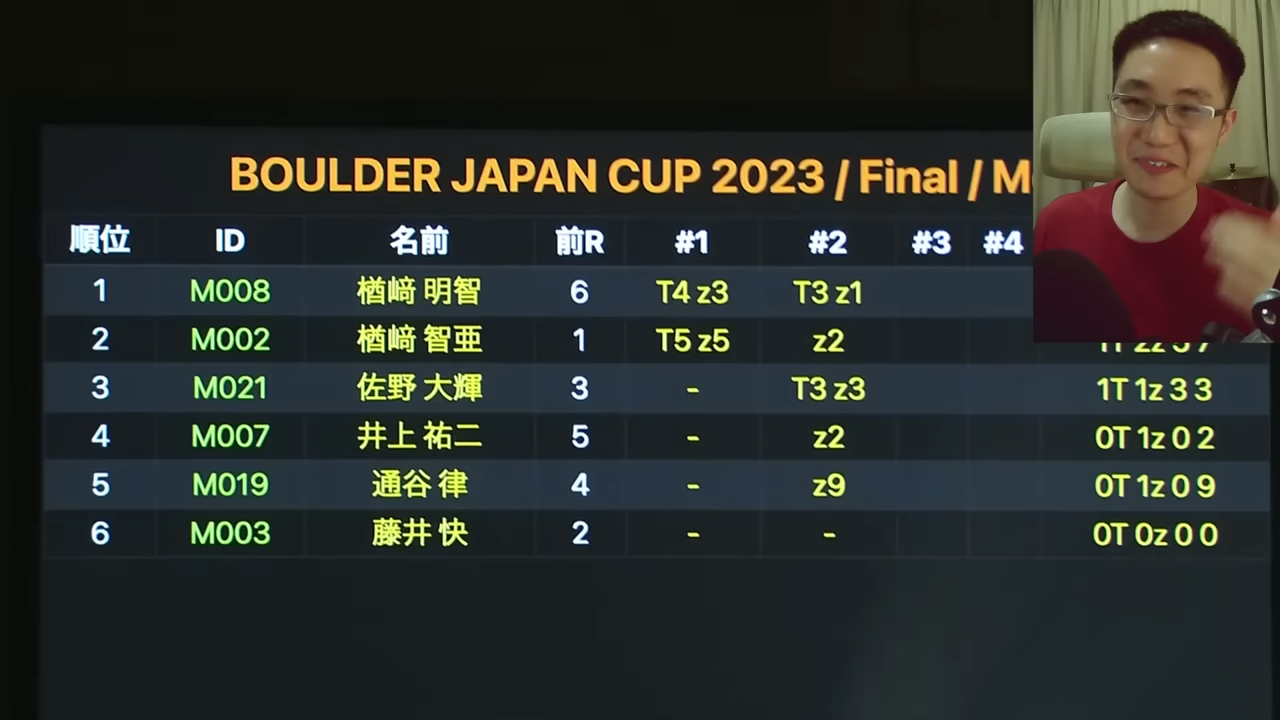 BOULDER JAPAN CUP 2023 / Final / M
順位 ID 名前 前R #1 #2 #3 #4
1 M008 楢﨑 明智 6 T4 z3 T3 z1
2 M002 楢﨑 智亜 1 T5 z5 z2 1T 2z 5 7
3 M021 佐野 大輝 3 - T3 z3 1T 1z 3 3
4 M007 井上 祐二 5 - z2 0T 1z 0 2
5 M019 通谷 律 4 - z9 0T 1z 0 9
6 M003 藤井 快 2 - - 0T 0z 0 0